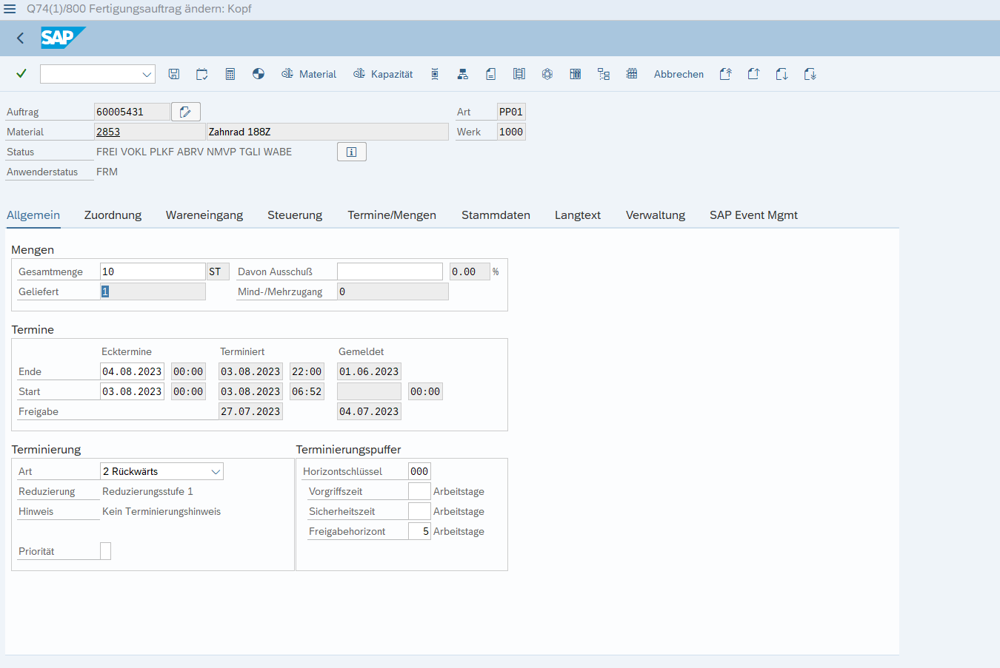 Q74(1)/800 Fertigungsauftrag ändern: Kopf
SAP
Material Kapazität Abbrechen
Auftrag 60005431 Art PP01
Material 2853 Zahnrad 188Z Werk 1000
Status FREI VOKL PLKF ABRV NMVP TGLI WABE
Anwenderstatus FRM
Allgemein Zuordnung Wareneingang Steuerung Termine/Mengen Stammdaten Langtext Verwaltung SAP Event Mgmt
Mengen
Gesamtmenge 10 ST Davon Ausschuß 0.00 %
Geliefert 1 Mind-/Mehrzugang 0
Termine
Ecktermine Terminiert Gemeldet
Ende 04.08.2023 00:00 03.08.2023 22:00 01.06.2023
Start 03.08.2023 00:00 03.08.2023 06:52 00:00
Freigabe 27.07.2023 04.07.2023
Terminierung Terminierungspuffer
Art 2 Rückwärts Horizontschlüssel 000
Reduzierung Reduzierungsstufe 1 Vorgriffszeit Arbeitstage
Hinweis Kein Terminierungshinweis Sicherheitszeit Arbeitstage
Freigabehorizont 5 Arbeitstage
Priorität